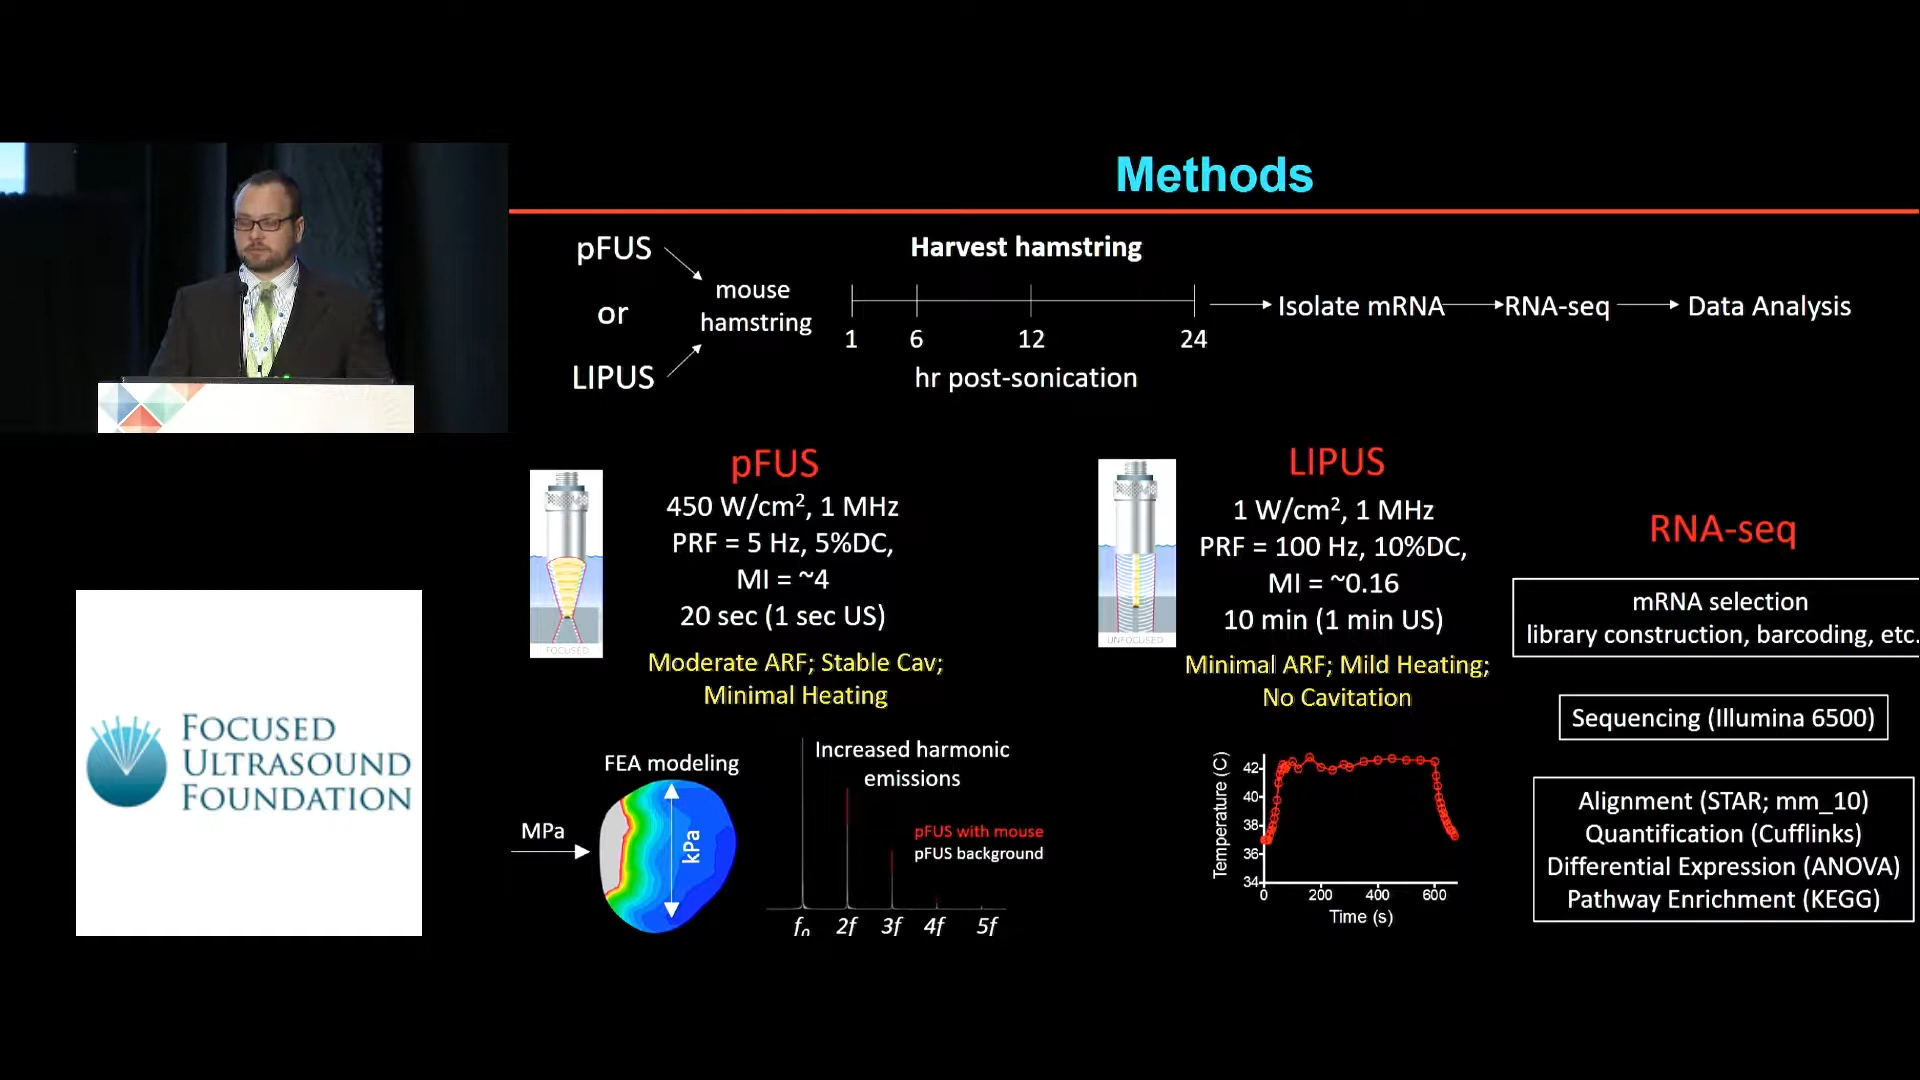 Methods
pFUS
or
LIPUS
mouse
hamstring
Harvest hamstring
1 6 12 24
hr post-sonication
Isolate mRNA
RNA-seq
Data Analysis
pFUS
450 W/cm², 1 MHz
PRF = 5 Hz, 5%DC,
MI = ~4
20 sec (1 sec US)
Moderate ARF; Stable Cav;
Minimal Heating
FOCUSED
FEA modeling
MPa
kPa
Increased harmonic
emissions
pFUS with mouse
pFUS background
f₀ 2f 3f 4f 5f
LIPUS
1 W/cm², 1 MHz
PRF = 100 Hz, 10%DC,
MI = ~0.16
10 min (1 min US)
Minimal ARF; Mild Heating;
No Cavitation
UNFOCUSED
Temperature (C)
42
40
38
36
34
0 200 400 600
Time (s)
RNA-seq
mRNA selection
library construction, barcoding, etc.
Sequencing (Illumina 6500)
Alignment (STAR; mm_10)
Quantification (Cufflinks)
Differential Expression (ANOVA)
Pathway Enrichment (KEGG)
FOCUSED
ULTRASOUND
FOUNDATION